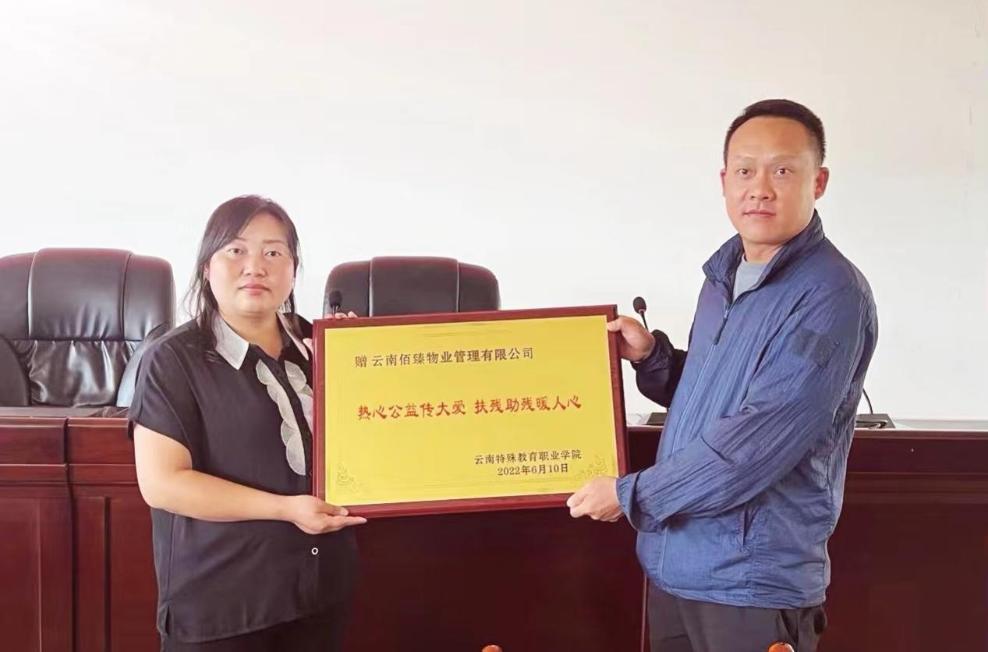 赠 云南佰臻物业管理有限公司
热心公益传大爱 扶残助残暖人心
云南特殊教育职业学院
2022年6月10日